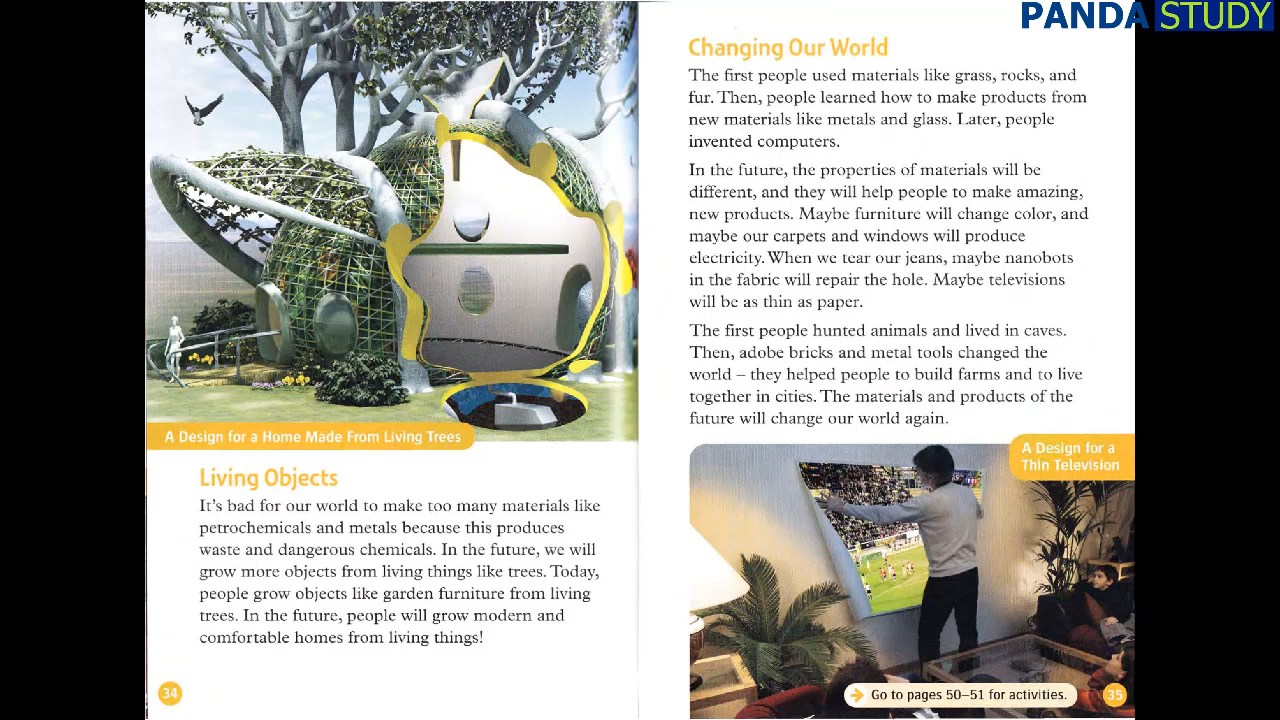 PANDA STUDY
A Design for a Home Made From Living Trees
Living Objects
It's bad for our world to make too many materials like
petrochemicals and metals because this produces
waste and dangerous chemicals. In the future, we will
grow more objects from living things like trees. Today,
people grow objects like garden furniture from living
trees. In the future, people will grow modern and
comfortable homes from living things!
34
Changing Our World
The first people used materials like grass, rocks, and
fur. Then, people learned how to make products from
new materials like metals and glass. Later, people
invented computers.
In the future, the properties of materials will be
different, and they will help people to make amazing,
new products. Maybe furniture will change color, and
maybe our carpets and windows will produce
electricity. When we tear our jeans, maybe nanobots
in the fabric will repair the hole. Maybe televisions
will be as thin as paper.
The first people hunted animals and lived in caves.
Then, adobe bricks and metal tools changed the
world – they helped people to build farms and to live
together in cities. The materials and products of the
future will change our world again.
A Design for a
Thin Television
Go to pages 50–51 for activities.
35